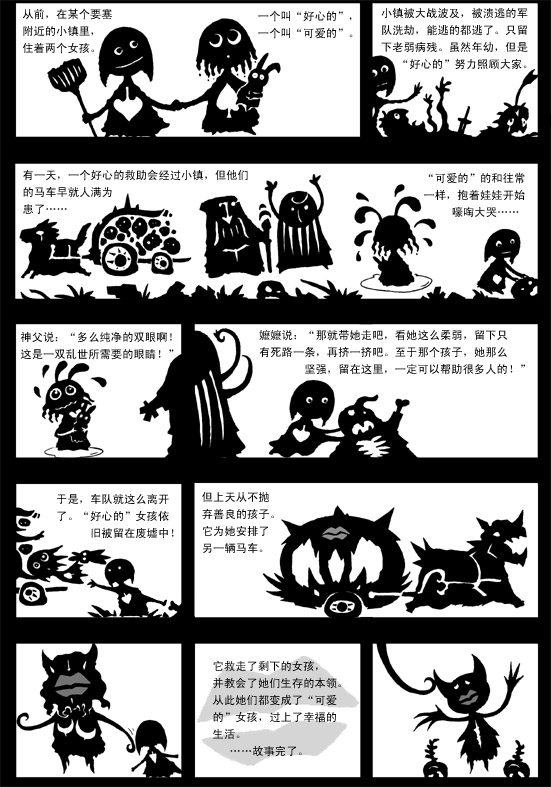 从前，在某个要塞
附近的小镇里，
住着两个女孩。
一个叫“好心的”，
一个叫“可爱的”。
小镇被大战波及，被溃逃的军
队洗劫，能逃的都逃了。只留
下老弱病残。虽然年幼，但是
“好心的”努力照顾大家。
有一天，一个好心的救助会经过小镇，但他们
的马车早就人满为
患了……
“可爱的”的和往常
一样，抱着娃娃开始
嚎啕大哭……
神父说：“多么纯净的双眼啊！
这是一双乱世所需要的眼睛！”
嬷嬷说：“那就带她走吧，看她这么柔弱，留下只
有死路一条，再挤一挤吧。至于那个孩子，她那么
坚强，留在这里，一定可以帮助很多人的！”
于是，车队就这么离开
了。“好心的”女孩依
旧被留在废墟中！
但上天从不抛
弃善良的孩子。
它为她安排了
另一辆马车。
它救走了剩下的女孩，
并教会了她们生存的本领。
从此她们都变成了“可爱
的”女孩，过上了幸福的
生活。
……故事完了。